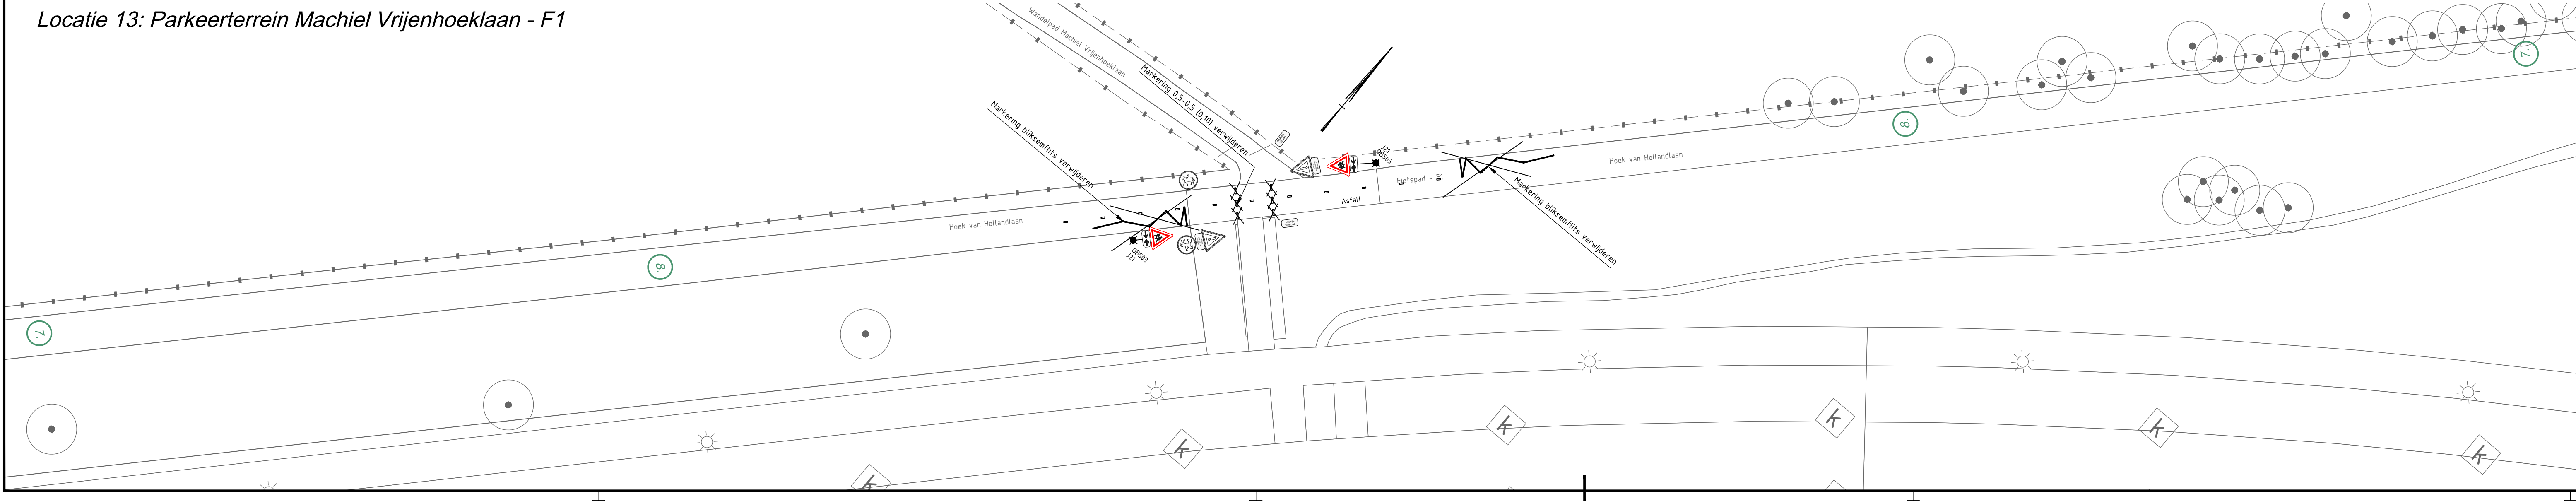 Locatie 13: Parkeerterrein Machiel Vrijenhoeklaan - F1
Wandelpad Machiel Vrijenhoeklaan
Markering 0.5-0.5 (0.10) verwijderen
Markering bliksemflits verwijderen
J21
OB503
Fietspad - F1
Asfalt
Hoek van Hollandlaan
Markering bliksemflits verwijderen
Hoek van Hollandlaan
OB503
J21
7.
8.
8.
7.
k
k
k
k
k
k